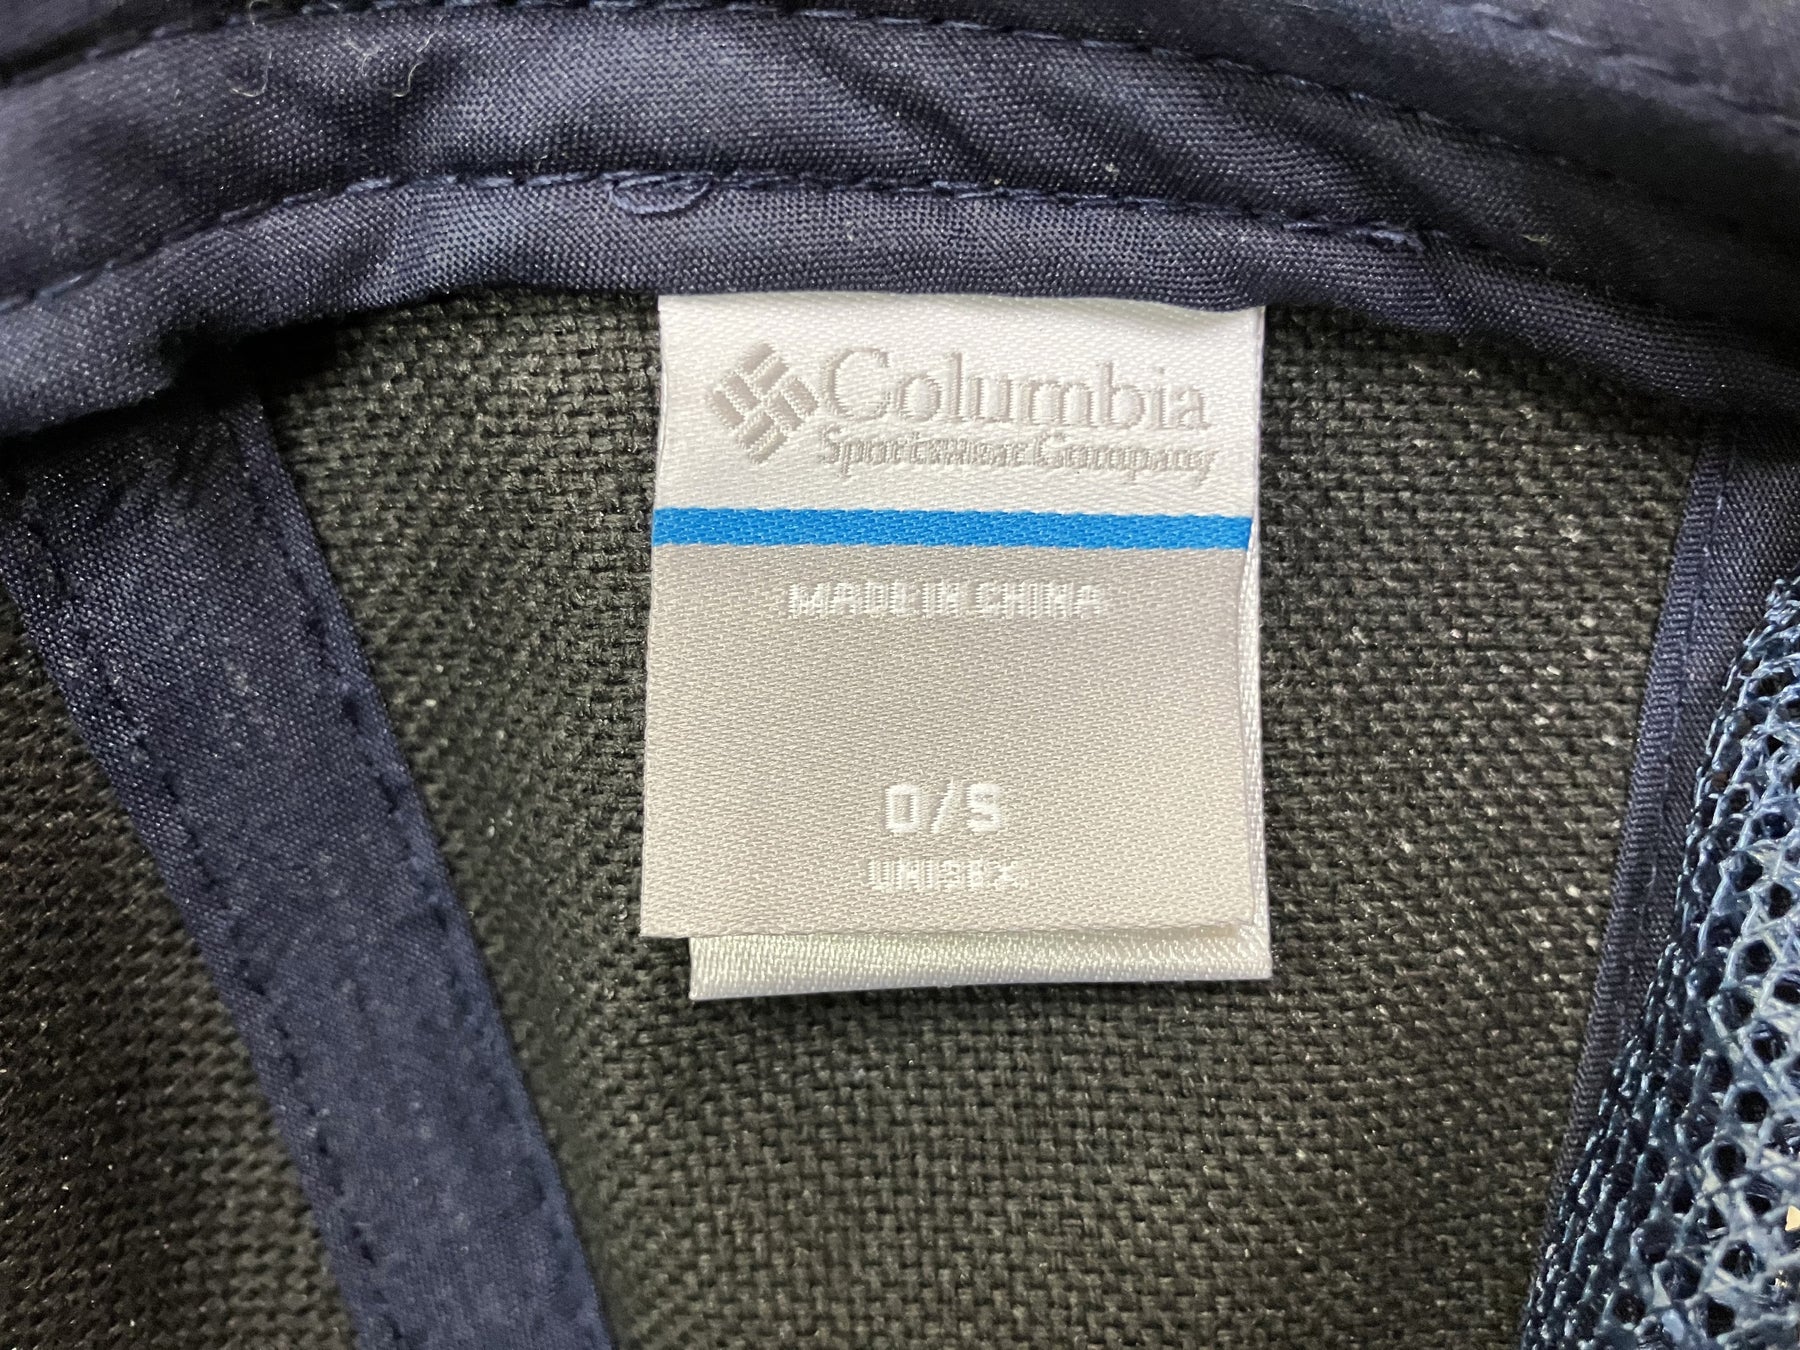 Columbia
Sportswear Company
MADE IN CHINA
O/S
UNISEX